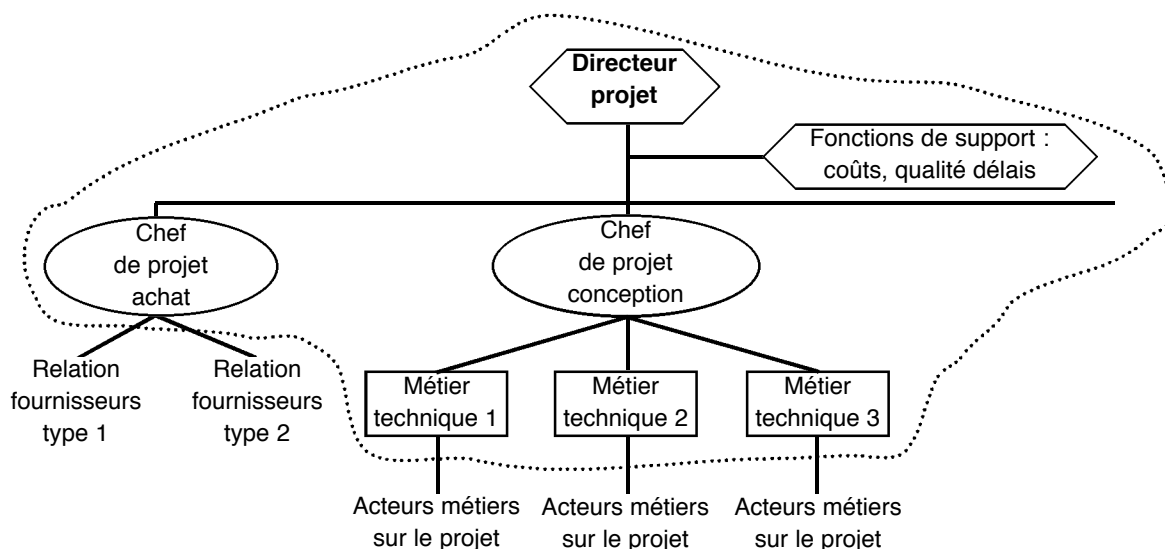 Directeur
projet
Fonctions de support :
coûts, qualité délais
Chef
de projet
achat
Chef
de projet
conception
Relation
fournisseurs
type 1
Relation
fournisseurs
type 2
Métier
technique 1
Métier
technique 2
Métier
technique 3
Acteurs métiers
sur le projet
Acteurs métiers
sur le projet
Acteurs métiers
sur le projet